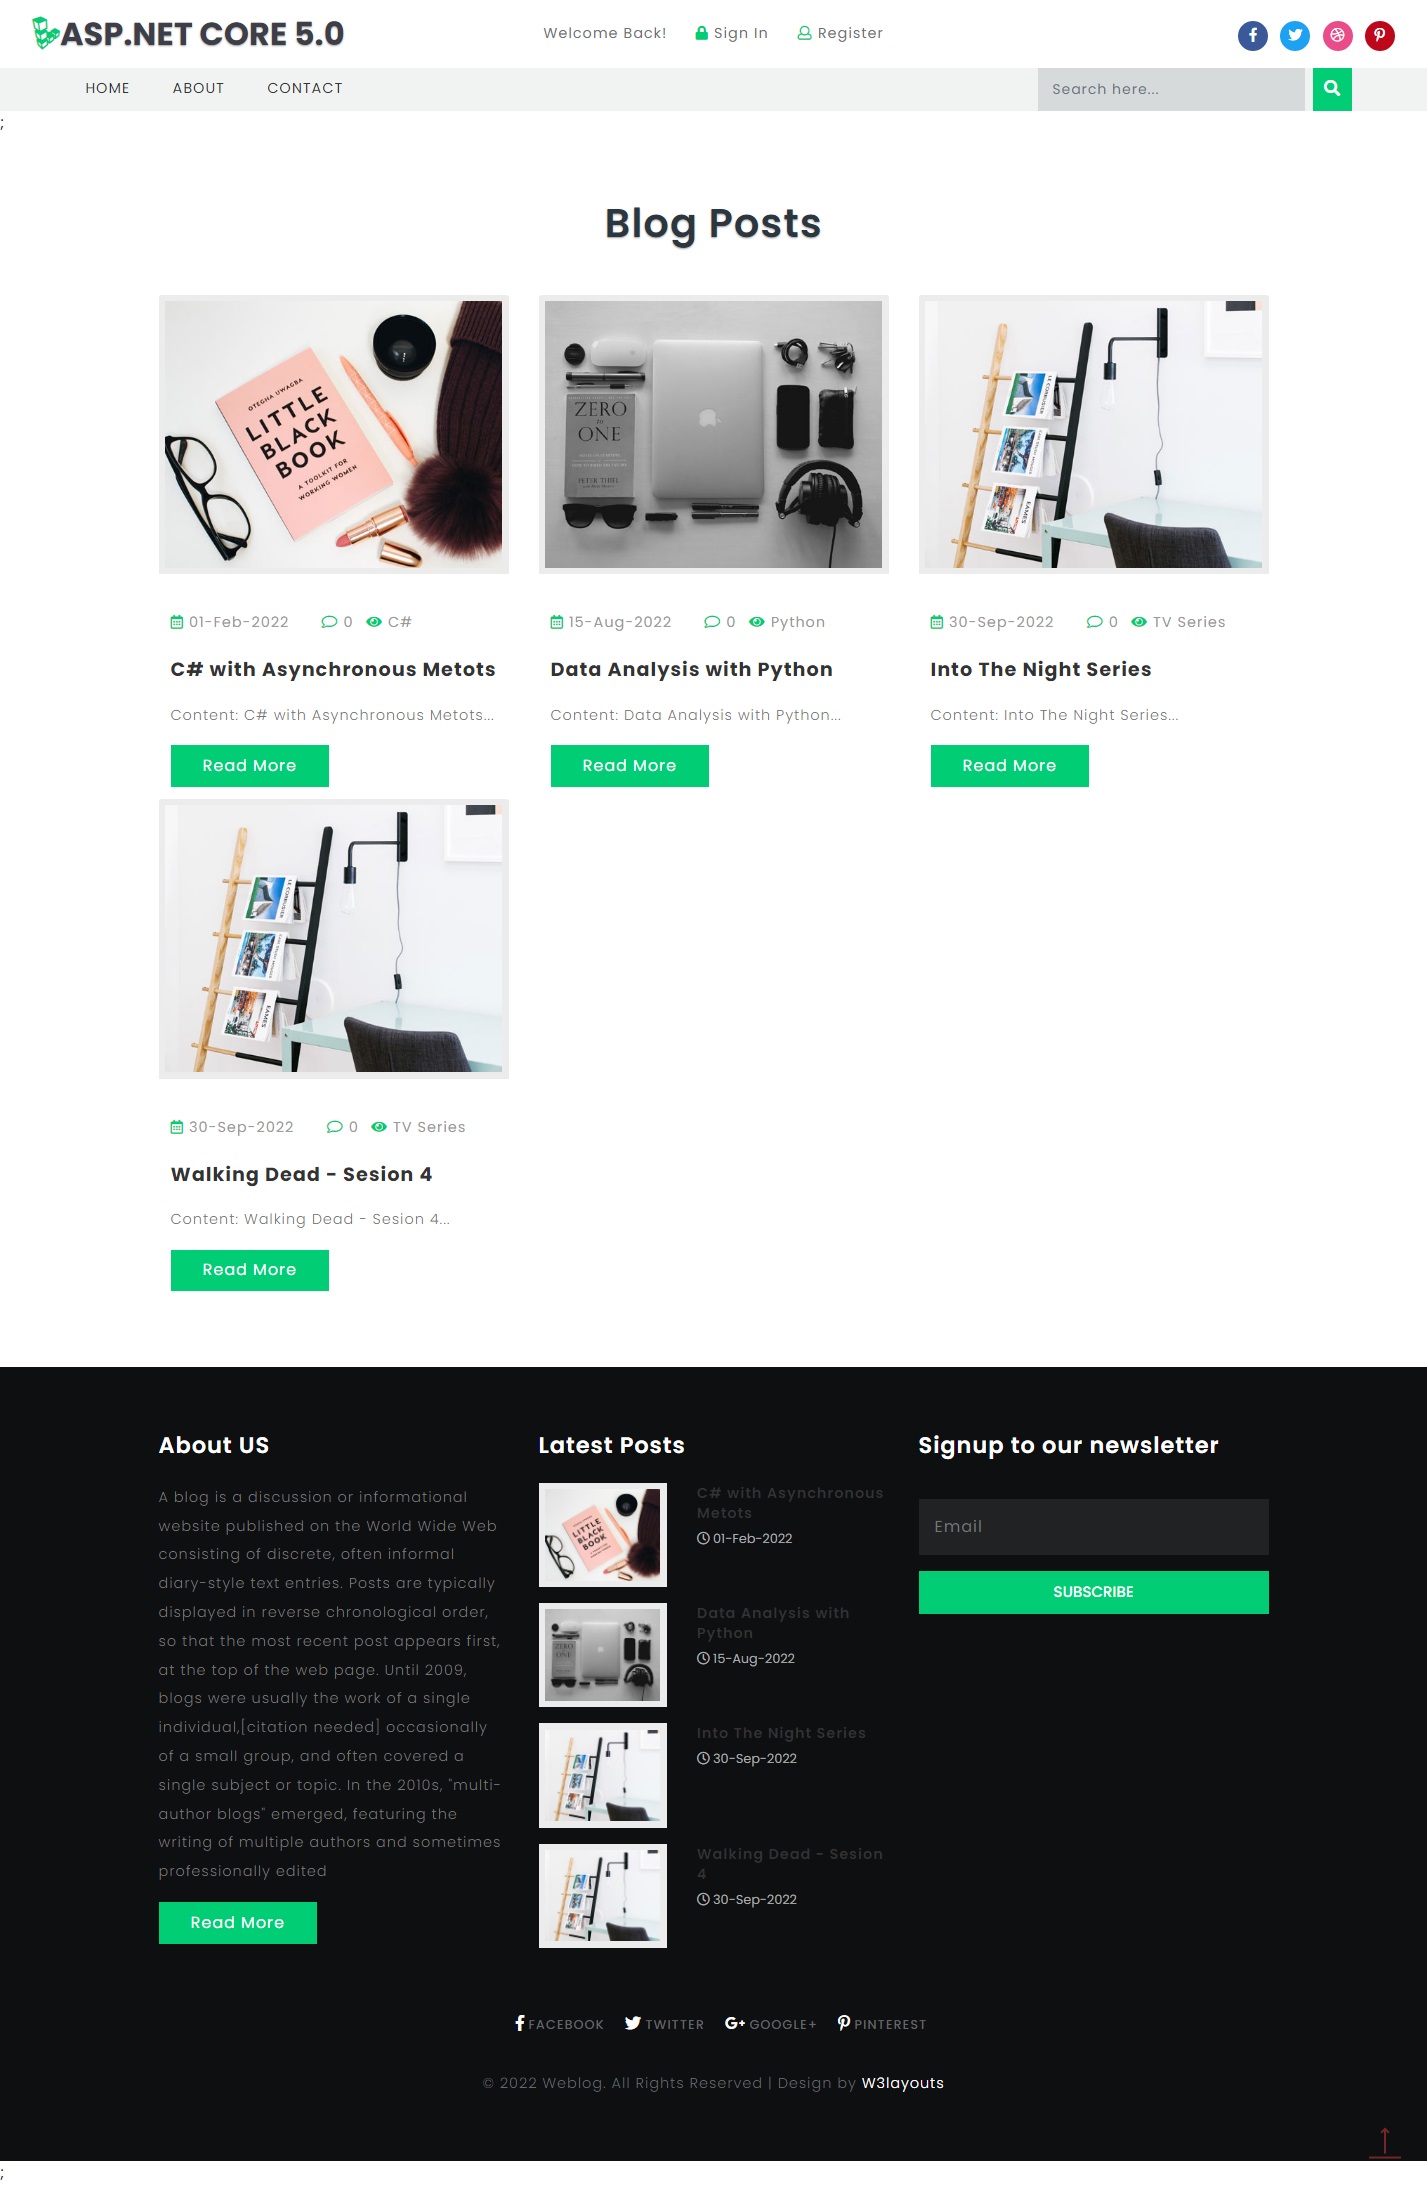 ASP.NET CORE 5.0
Welcome Back! Sign In Register
HOME ABOUT CONTACT
Search here...
;
Blog Posts
OTEGHA UWAGBA
LITTLE
BLACK
BOOK
A TOOLKIT FOR
WORKING WOMEN
ZERO
to
ONE
PETER THIEL
LE CORBUSIER
EAMES
01-Feb-2022 0 C#
C# with Asynchronous Metots
Content: C# with Asynchronous Metots...
Read More
15-Aug-2022 0 Python
Data Analysis with Python
Content: Data Analysis with Python...
Read More
30-Sep-2022 0 TV Series
Into The Night Series
Content: Into The Night Series...
Read More
LE CORBUSIER
EAMES
30-Sep-2022 0 TV Series
Walking Dead - Sesion 4
Content: Walking Dead - Sesion 4...
Read More
About US
A blog is a discussion or informational
website published on the World Wide Web
consisting of discrete, often informal
diary-style text entries. Posts are typically
displayed in reverse chronological order,
so that the most recent post appears first,
at the top of the web page. Until 2009,
blogs were usually the work of a single
individual,[citation needed] occasionally
of a small group, and often covered a
single subject or topic. In the 2010s, "multi-
author blogs" emerged, featuring the
writing of multiple authors and sometimes
professionally edited
Read More
Latest Posts
LITTLE
BLACK
BOOK
C# with Asynchronous
Metots
01-Feb-2022
ZERO
ONE
Data Analysis with
Python
15-Aug-2022
Into The Night Series
30-Sep-2022
Walking Dead - Sesion
4
30-Sep-2022
Signup to our newsletter
Email
SUBSCRIBE
FACEBOOK TWITTER GOOGLE+ PINTEREST
© 2022 Weblog. All Rights Reserved | Design by W3layouts
;